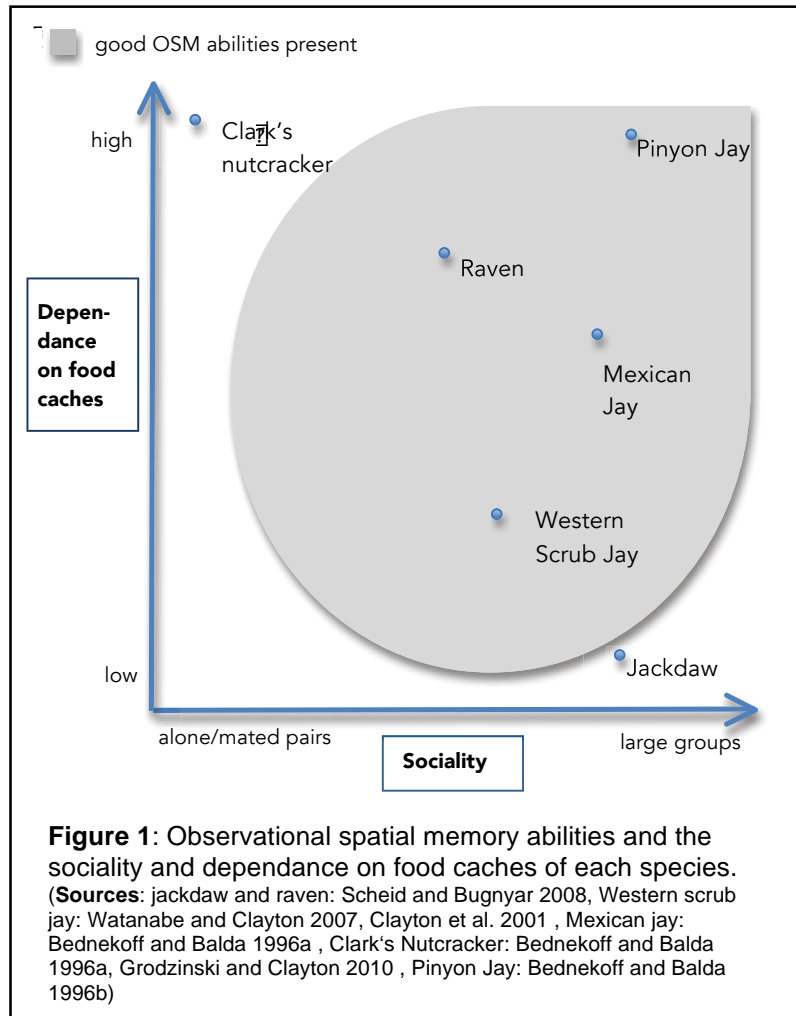 good OSM abilities present
high
Clark's
nutcracker
?
Pinyon Jay
Raven
Depen-
dance
on food
caches
Mexican
Jay
Western
Scrub Jay
low
Jackdaw
alone/mated pairs
large groups
Sociality
Figure 1: Observational spatial memory abilities and the
sociality and dependance on food caches of each species.
(Sources: jackdaw and raven: Scheid and Bugnyar 2008, Western scrub
jay: Watanabe and Clayton 2007, Clayton et al. 2001 , Mexican jay:
Bednekoff and Balda 1996a , Clark‘s Nutcracker: Bednekoff and Balda
1996a, Grodzinski and Clayton 2010 , Pinyon Jay: Bednekoff and Balda
1996b)